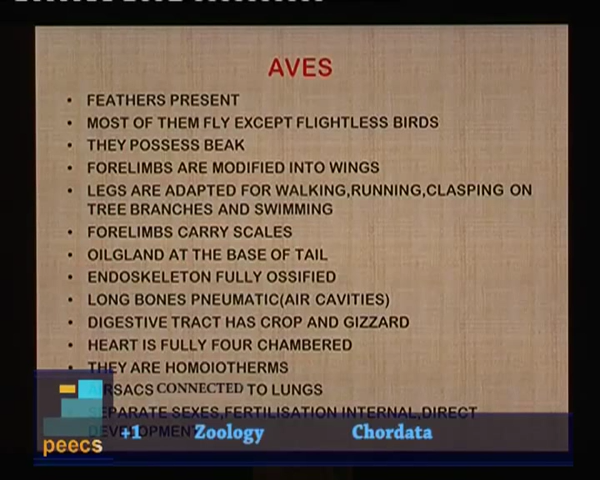 AVES
• FEATHERS PRESENT
• MOST OF THEM FLY EXCEPT FLIGHTLESS BIRDS
• THEY POSSESS BEAK
• FORELIMBS ARE MODIFIED INTO WINGS
• LEGS ARE ADAPTED FOR WALKING,RUNNING,CLASPING ON
TREE BRANCHES AND SWIMMING
• FORELIMBS CARRY SCALES
• OILGLAND AT THE BASE OF TAIL
• ENDOSKELETON FULLY OSSIFIED
• LONG BONES PNEUMATIC(AIR CAVITIES)
• DIGESTIVE TRACT HAS CROP AND GIZZARD
• HEART IS FULLY FOUR CHAMBERED
• THEY ARE HOMOIOTHERMS
• AIRSACS CONNECTED TO LUNGS
• SEPARATE SEXES,FERTILISATION INTERNAL,DIRECT
DEVELOPMENT
+1 Zoology Chordata
peecs